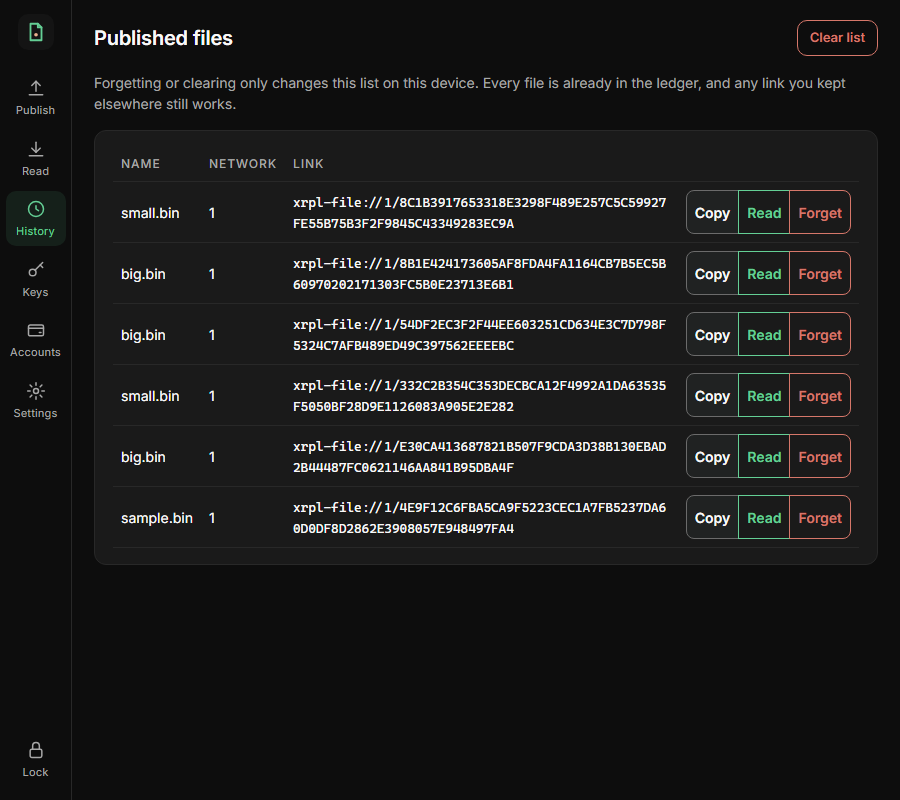 Published files
Clear list
Forgetting or clearing only changes this list on this device. Every file is already in the ledger, and any link you kept
elsewhere still works.
Publish
Read
History
Keys
Accounts
Settings
Lock
NAME NETWORK LINK
small.bin 1 xrpl-file://1/8C1B3917653318E3298F489E257C5C59927
FE55B75B3F2F9845C43349283EC9A
Copy Read Forget
big.bin 1 xrpl-file://1/8B1E424173605AF8FDA4FA1164CB7B5EC5B
60970202171303FC5B0E23713E6B1
Copy Read Forget
big.bin 1 xrpl-file://1/54DF2EC3F2F44EE603251CD634E3C7D798F
5324C7AFB489ED49C397562EEEEBC
Copy Read Forget
small.bin 1 xrpl-file://1/332C2B354C353DECBCA12F4992A1DA63535
F5050BF28D9E1126083A905E2E282
Copy Read Forget
big.bin 1 xrpl-file://1/E30CA413687821B507F9CDA3D38B130EBAD
2B44487FC0621146AA841B95DBA4F
Copy Read Forget
sample.bin 1 xrpl-file://1/4E9F12C6FBA5CA9F5223CEC1A7FB5237DA6
0D0DF8D2862E3908057E948497FA4
Copy Read Forget